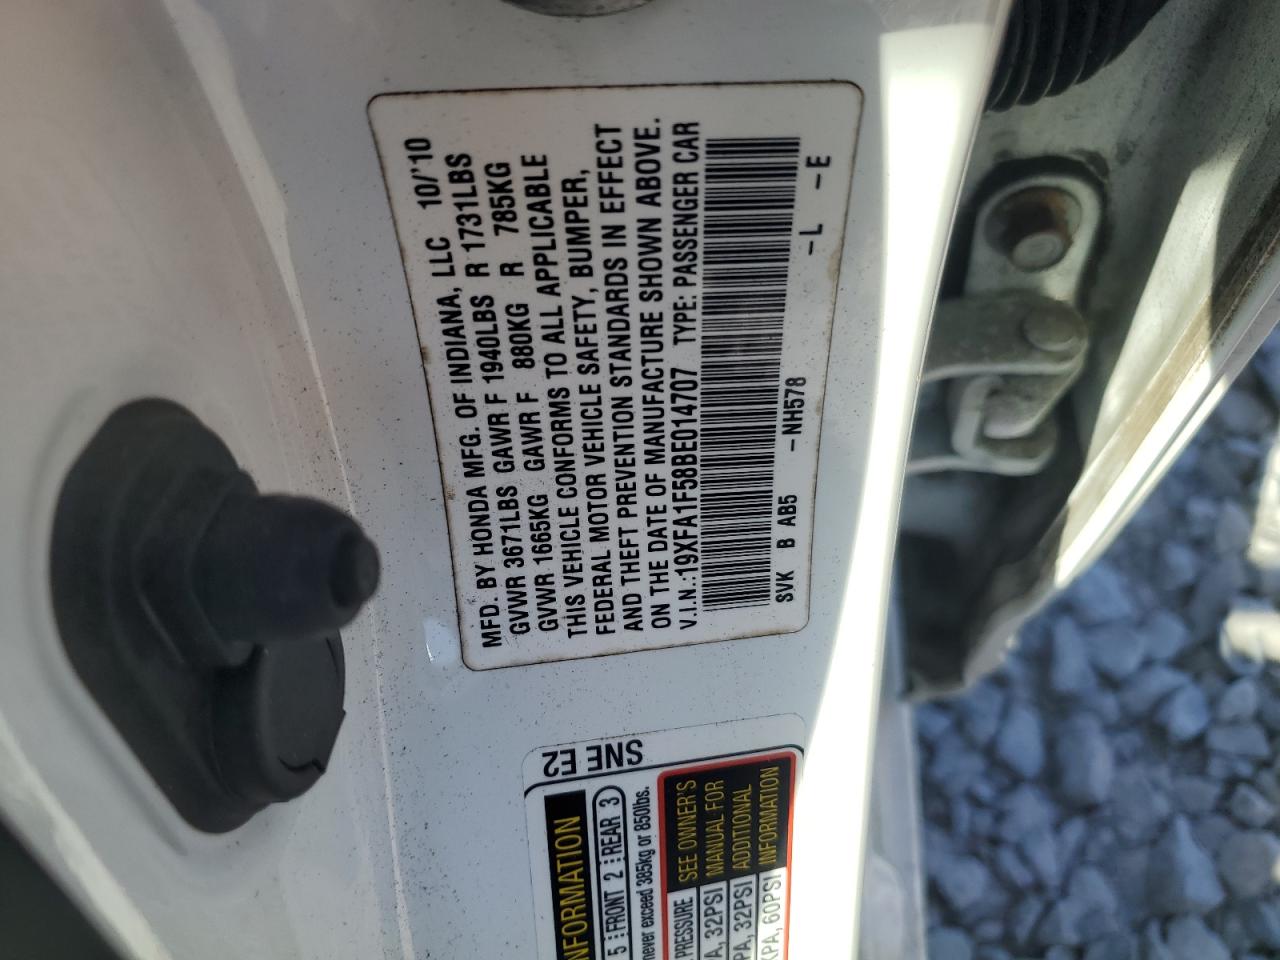 MFD. BY HONDA MFG. OF INDIANA, LLC 10/'10
GVWR 3671LBS GAWR F 1940LBS R 1731LBS
GVWR 1665KG GAWR F 880KG R 785KG
THIS VEHICLE CONFORMS TO ALL APPLICABLE
FEDERAL MOTOR VEHICLE SAFETY, BUMPER,
AND THEFT PREVENTION STANDARDS IN EFFECT
ON THE DATE OF MANUFACTURE SHOWN ABOVE.
V.I.N.:19XFA1F58BE014707 TYPE: PASSENGER CAR
SVK B AB5 -NH578 -L -E
SNE E2
INFORMATION
5 FRONT 2 REAR 3
never exceed 385kg or 850lbs.
PRESSURE SEE OWNER'S
MANUAL FOR
ADDITIONAL
INFORMATION
, 32PSI
PA, 32PSI
KPA, 60PSI